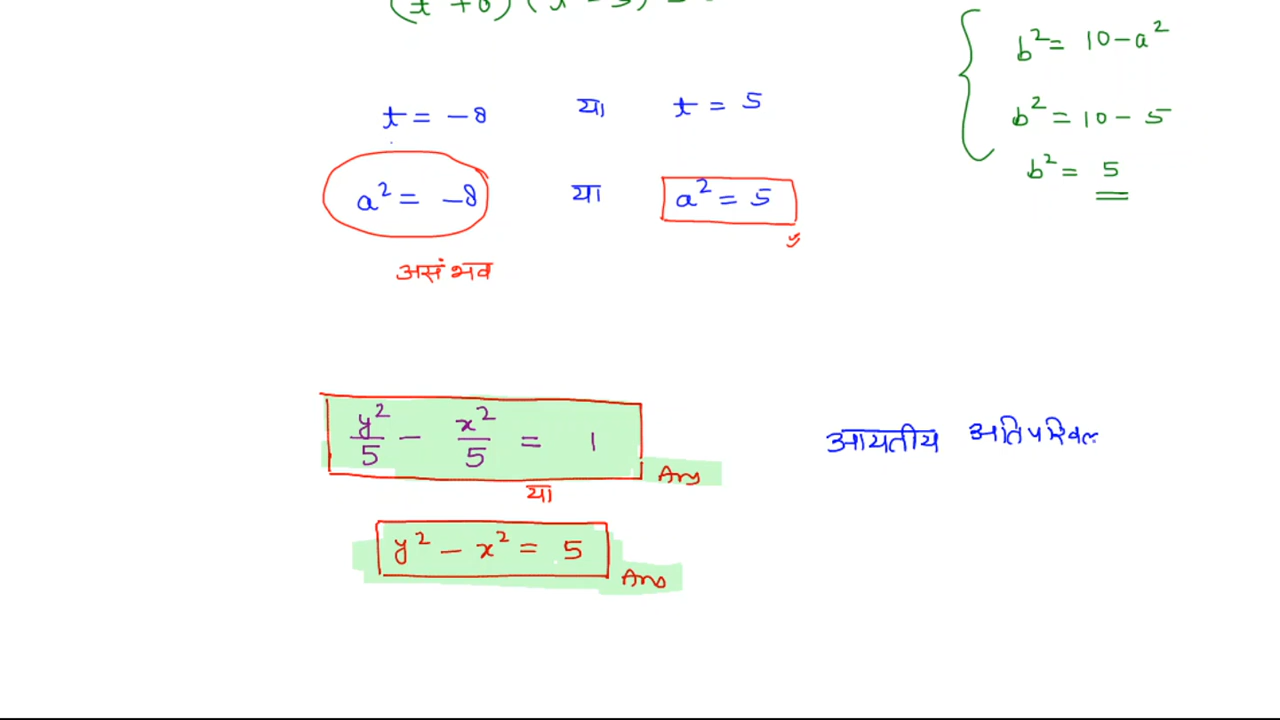 b² = 10 - a²
t = -8 या t = 5
b² = 10 - 5
b² = 5
a² = -8 या a² = 5
असंभव
y²/5 - x²/5 = 1 Ans
आयतीय अतिपरवल
या
y² - x² = 5 Ans